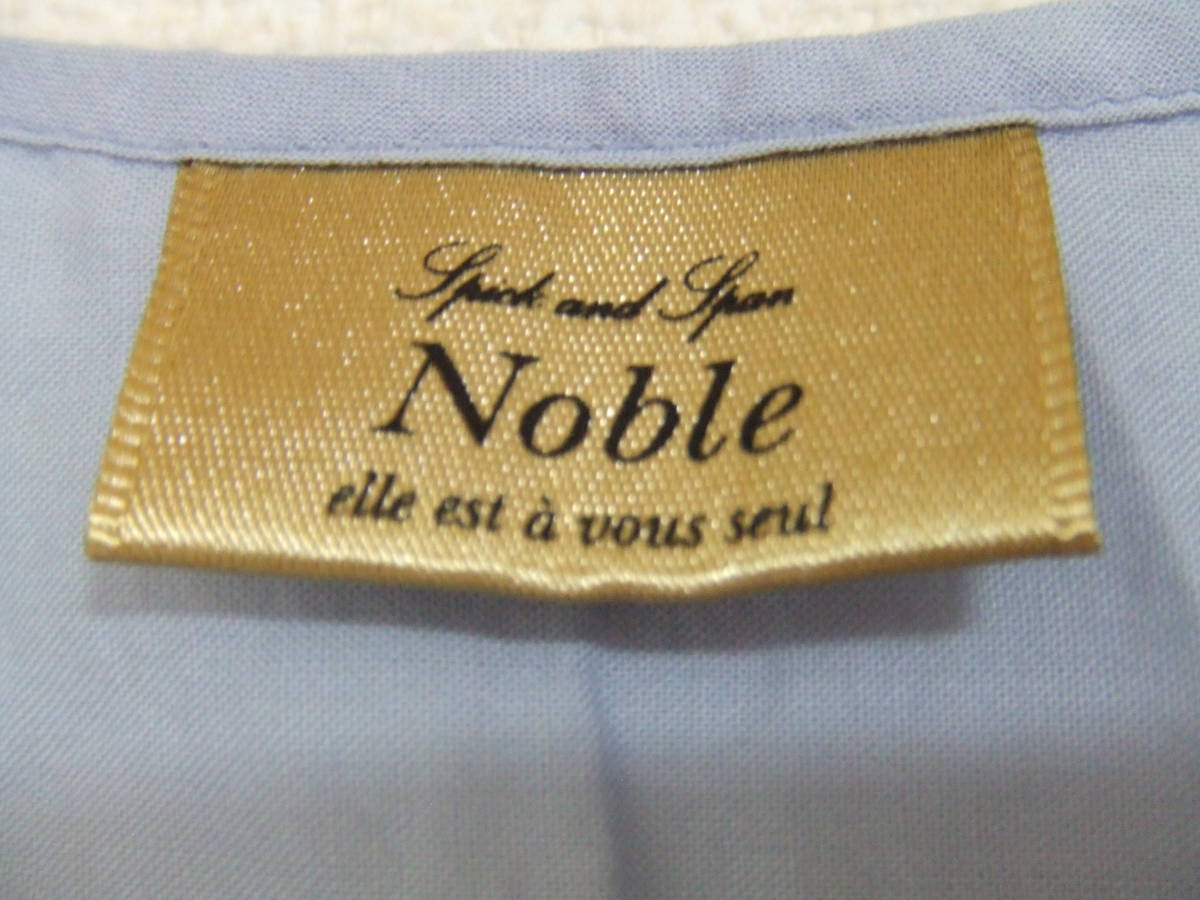 Spick and Span
Noble
elle est à vous seul